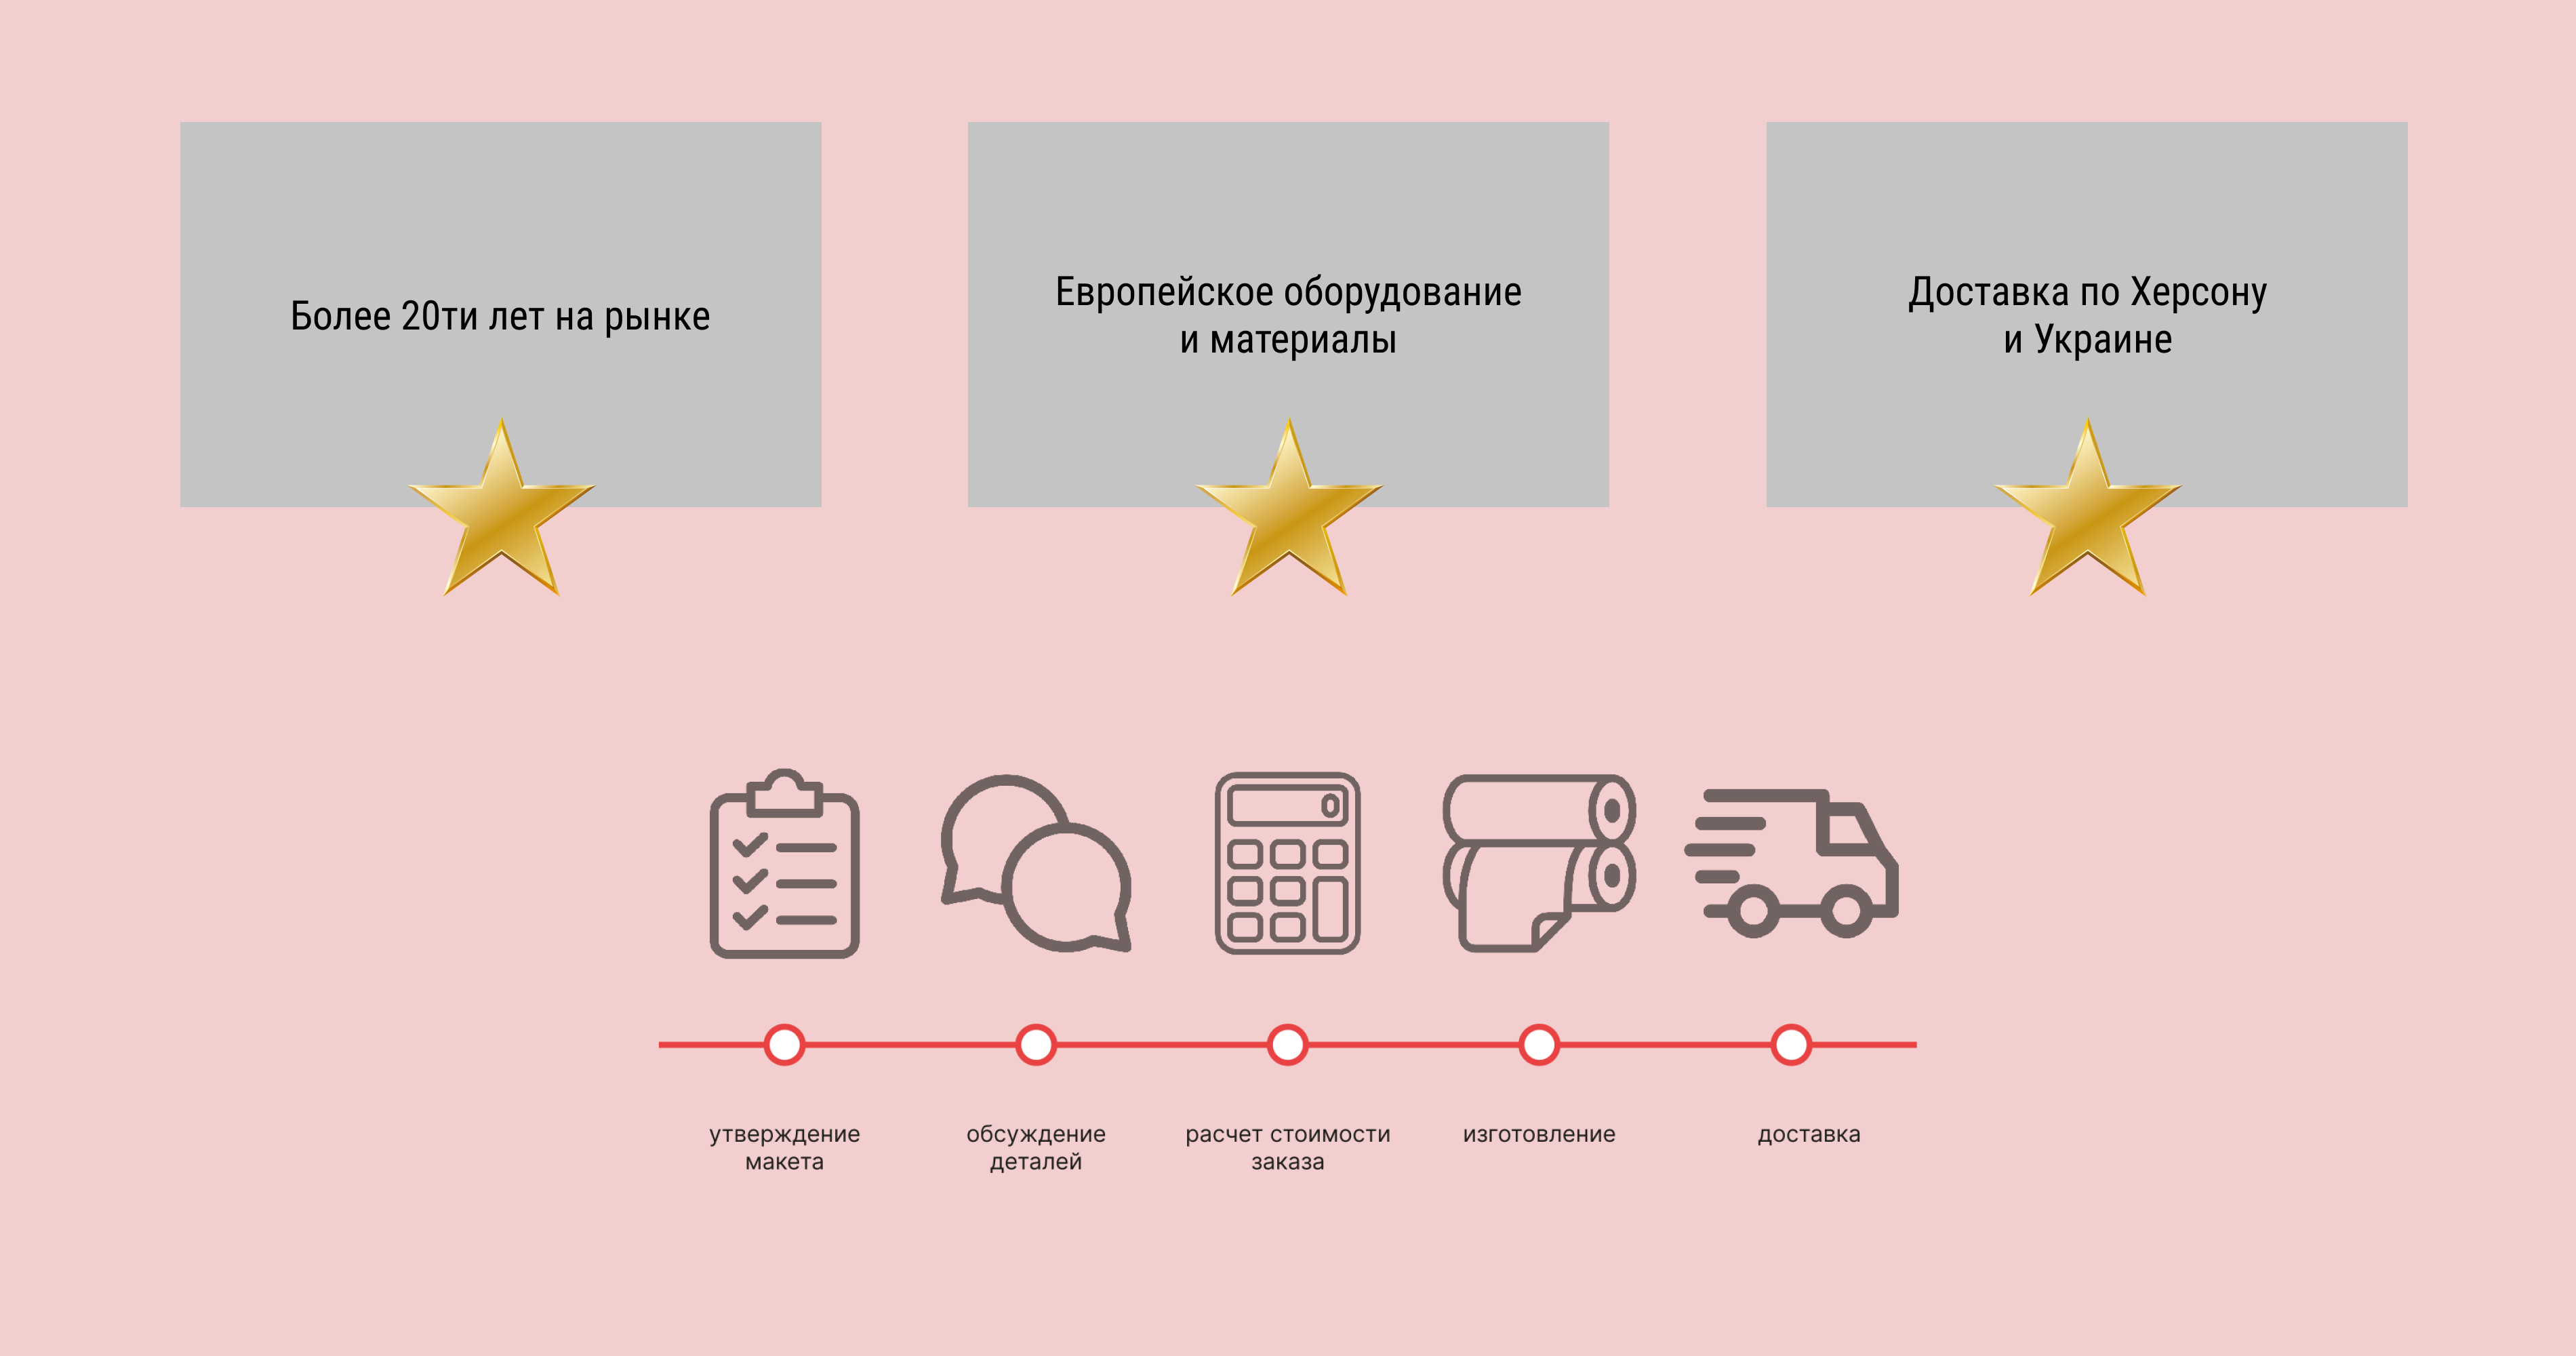 Более 20ти лет на рынке
Европейское оборудование
и материалы
Доставка по Херсону
и Украине
0
утверждение
макета
обсуждение
деталей
расчет стоимости
заказа
изготовление
доставка